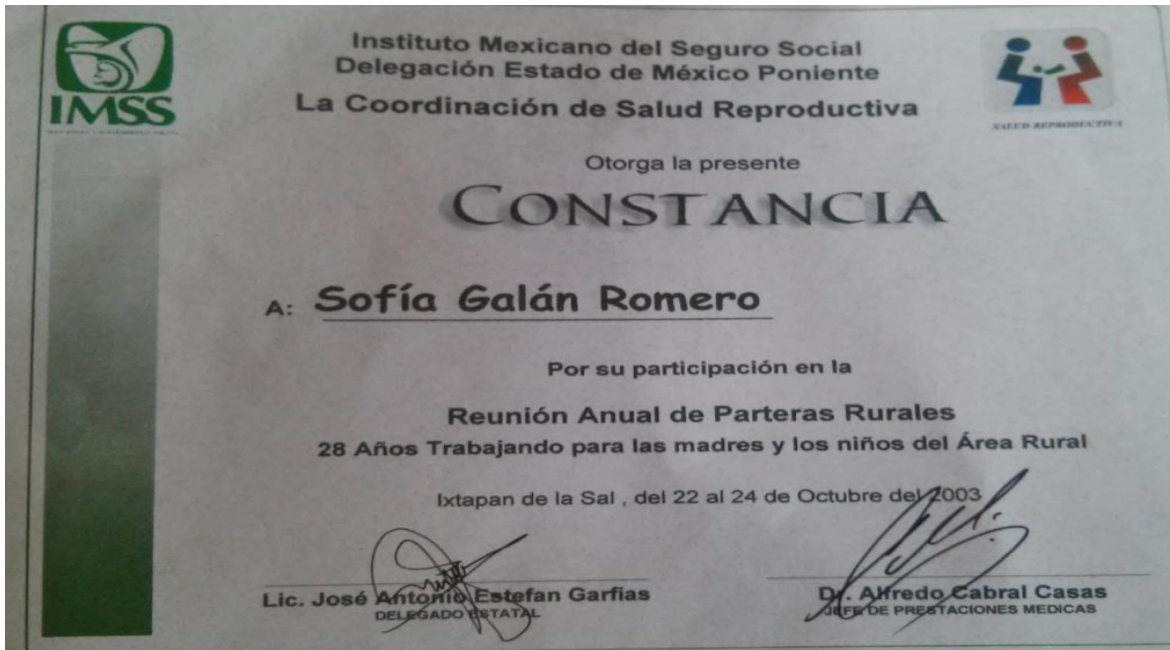 Instituto Mexicano del Seguro Social
Delegación Estado de México Poniente
La Coordinación de Salud Reproductiva
IMSS
SALUD REPRODUCTIVA
Otorga la presente
CONSTANCIA
A: Sofía Galán Romero
Por su participación en la
Reunión Anual de Parteras Rurales
28 Años Trabajando para las madres y los niños del Área Rural
Ixtapan de la Sal , del 22 al 24 de Octubre del 2003
Lic. José Antonio Estefan Garfias
DELEGADO ESTATAL
Dr. Alfredo Cabral Casas
JEFE DE PRESTACIONES MEDICAS